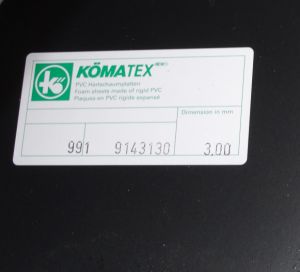 KÖMATEX
PVC-Hartschaumplatten
Foam sheets made of rigid PVC
Plaques en PVC rigide expansé
Dimension in mm
991 9143130 3,00